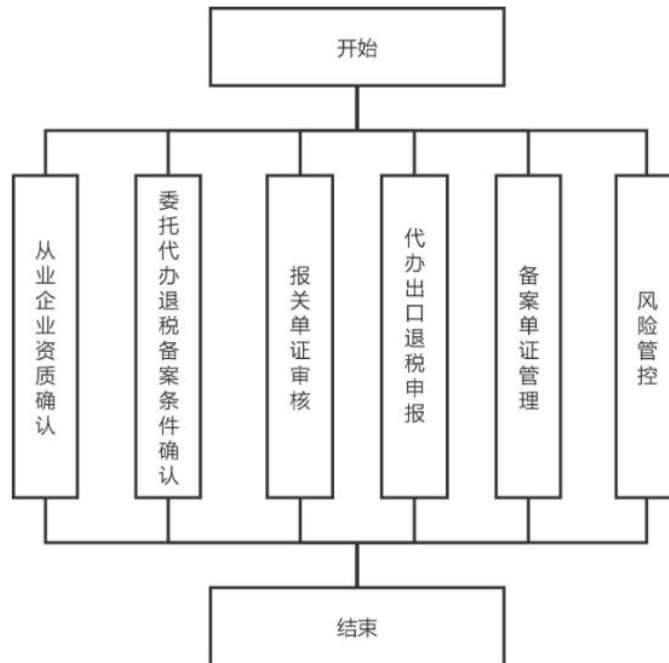 开始
从业企业资质确认
委托代办退税备案条件确认
报关单证审核
代办出口退税申报
备案单证管理
风险管控
结束